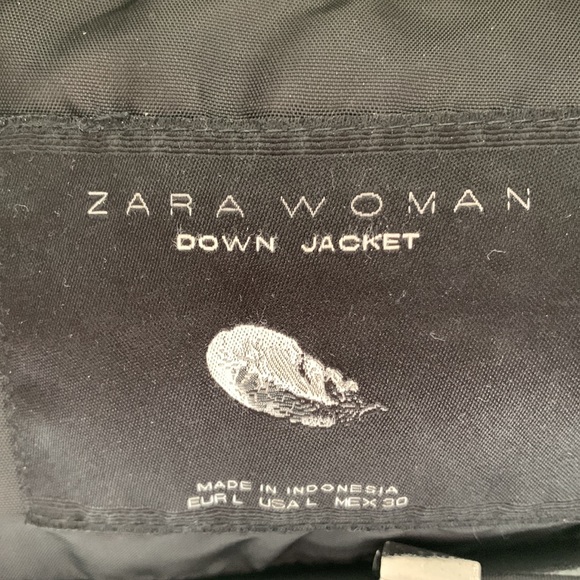 ZARA WOMAN
DOWN JACKET
MADE IN INDONESIA
EUR L USA L MEX 30